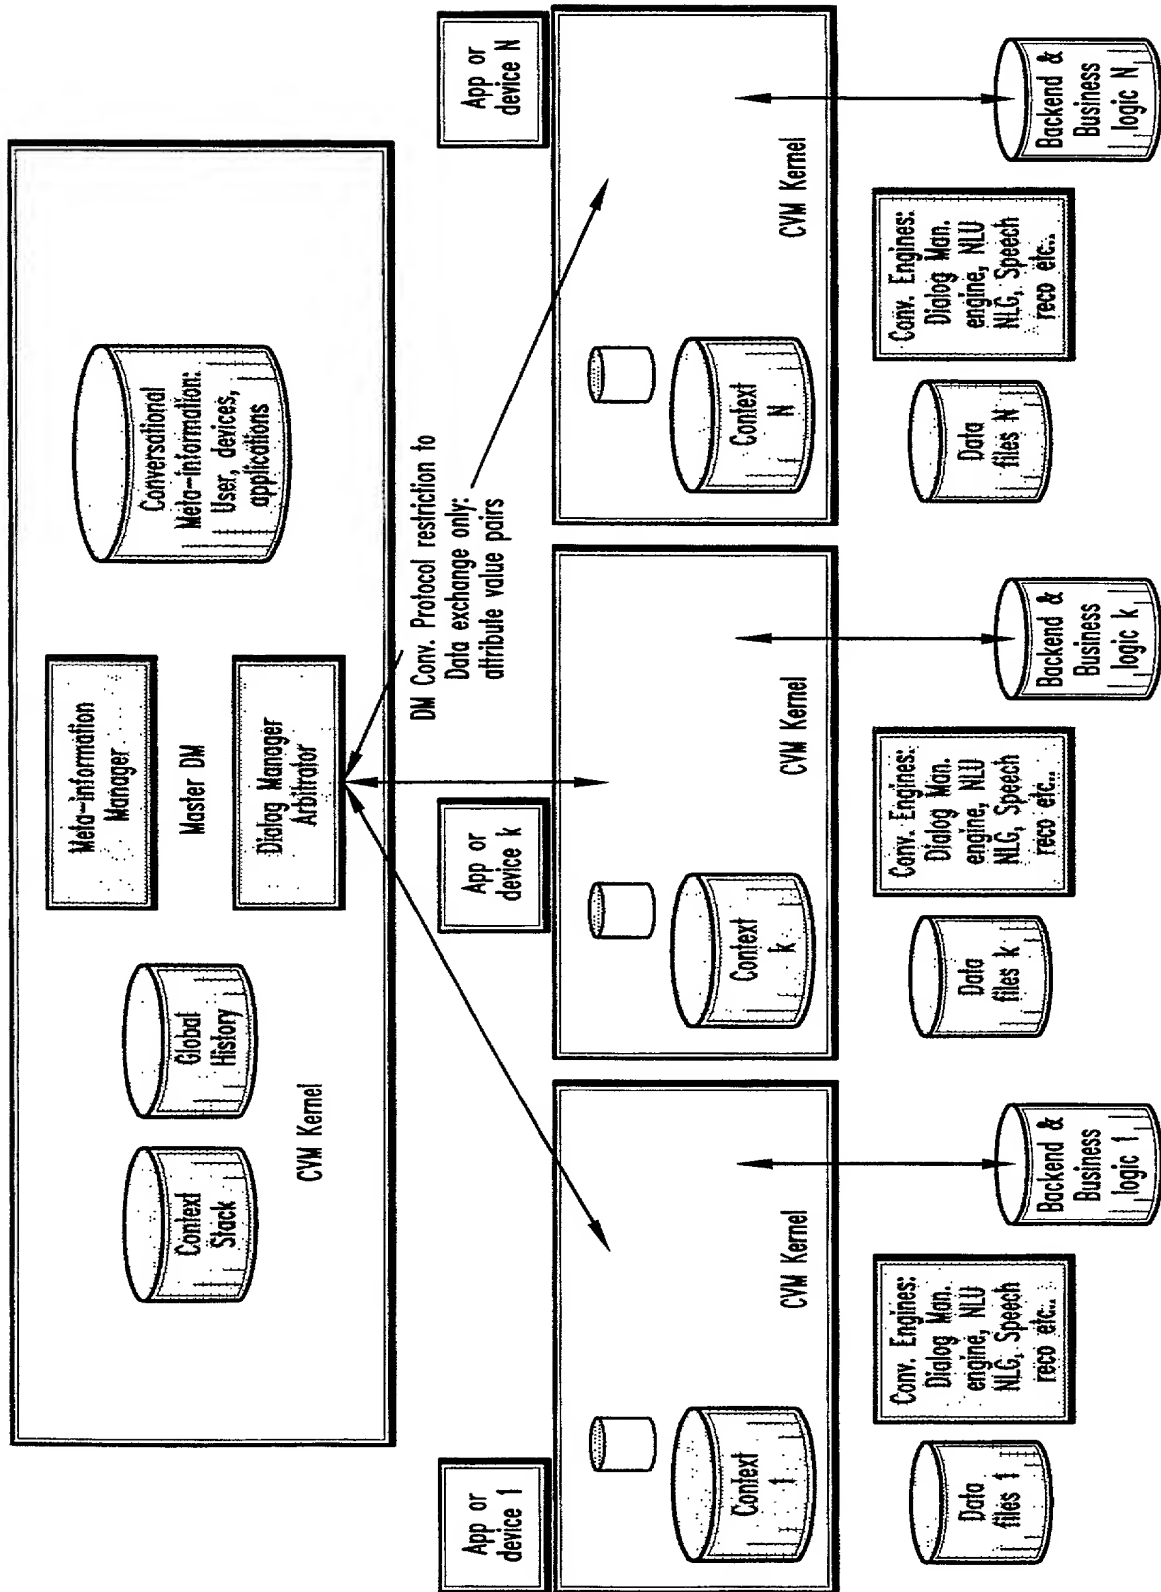 Context
Stack
Global
History
CVM Kernel
Meta-information
Manager
Master DM
Dialog Manager
Arbitrator
Conversational
Meta-information:
User, devices,
applications
DM Conv. Protocol restriction to
Data exchange only:
attribute value pairs
App or
device 1
Context
1
CVM Kernel
Data
files 1
Conv. Engines:
Dialog Man.
engine, NLU
NLG, Speech
reco etc..
Backend &
Business
logic 1
App or
device k
Context
k
CVM Kernel
Data
files k
Conv. Engines:
Dialog Man.
engine, NLU
NLG, Speech
reco etc..
Backend &
Business
logic k
App or
device N
Context
N
CVM Kernel
Data
files N
Conv. Engines:
Dialog Man.
engine, NLU
NLG, Speech
reco etc..
Backend &
Business
logic N